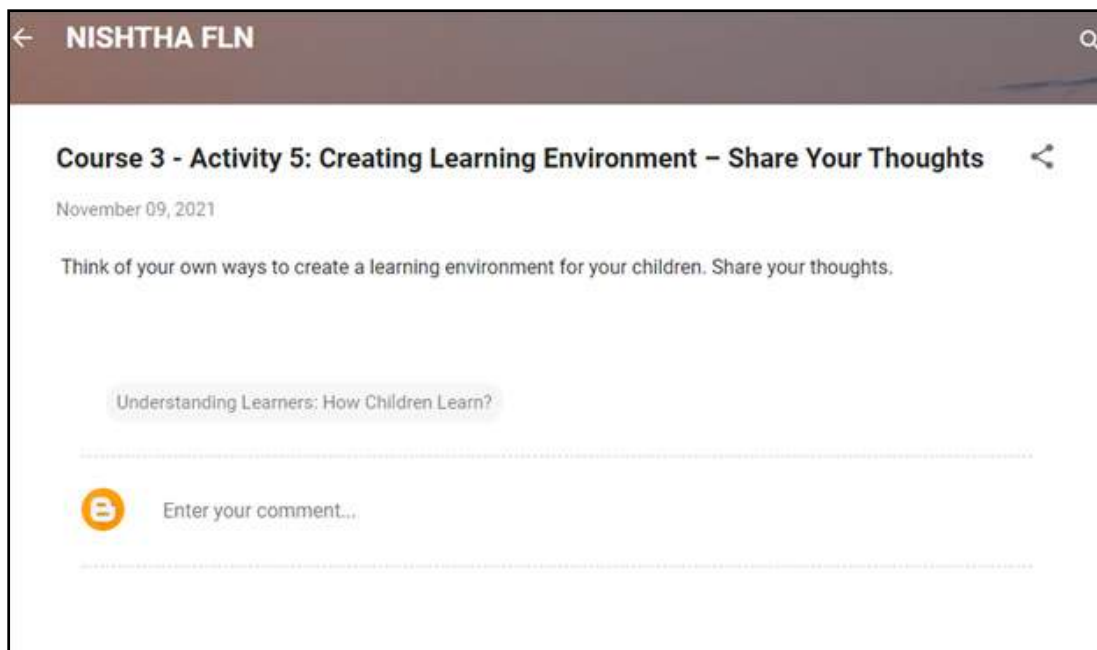 NISHTHA FLN
Course 3 - Activity 5: Creating Learning Environment – Share Your Thoughts
November 09, 2021
Think of your own ways to create a learning environment for your children. Share your thoughts.
Understanding Learners: How Children Learn?
Enter your comment...